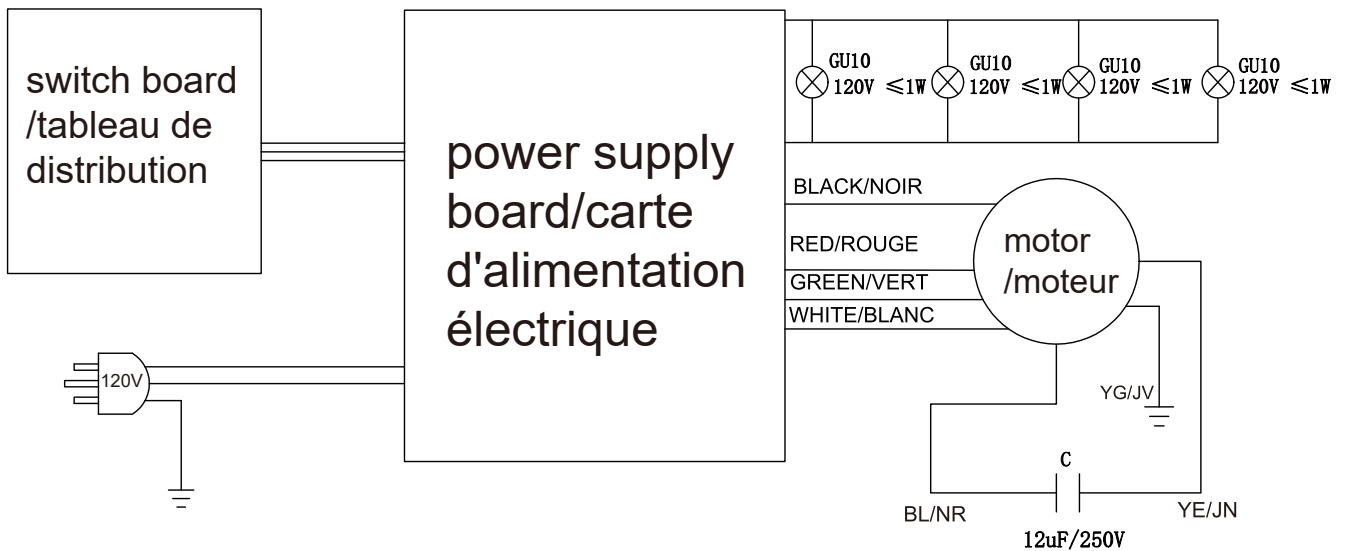 switch board
/tableau de
distribution
power supply
board/carte
d'alimentation
électrique
GU10
120V ≤1W
GU10
120V ≤1W
GU10
120V ≤1W
GU10
120V ≤1W
BLACK/NOIR
RED/ROUGE
GREEN/VERT
WHITE/BLANC
motor
/moteur
120V
YG/JV
C
BL/NR
YE/JN
12uF/250V